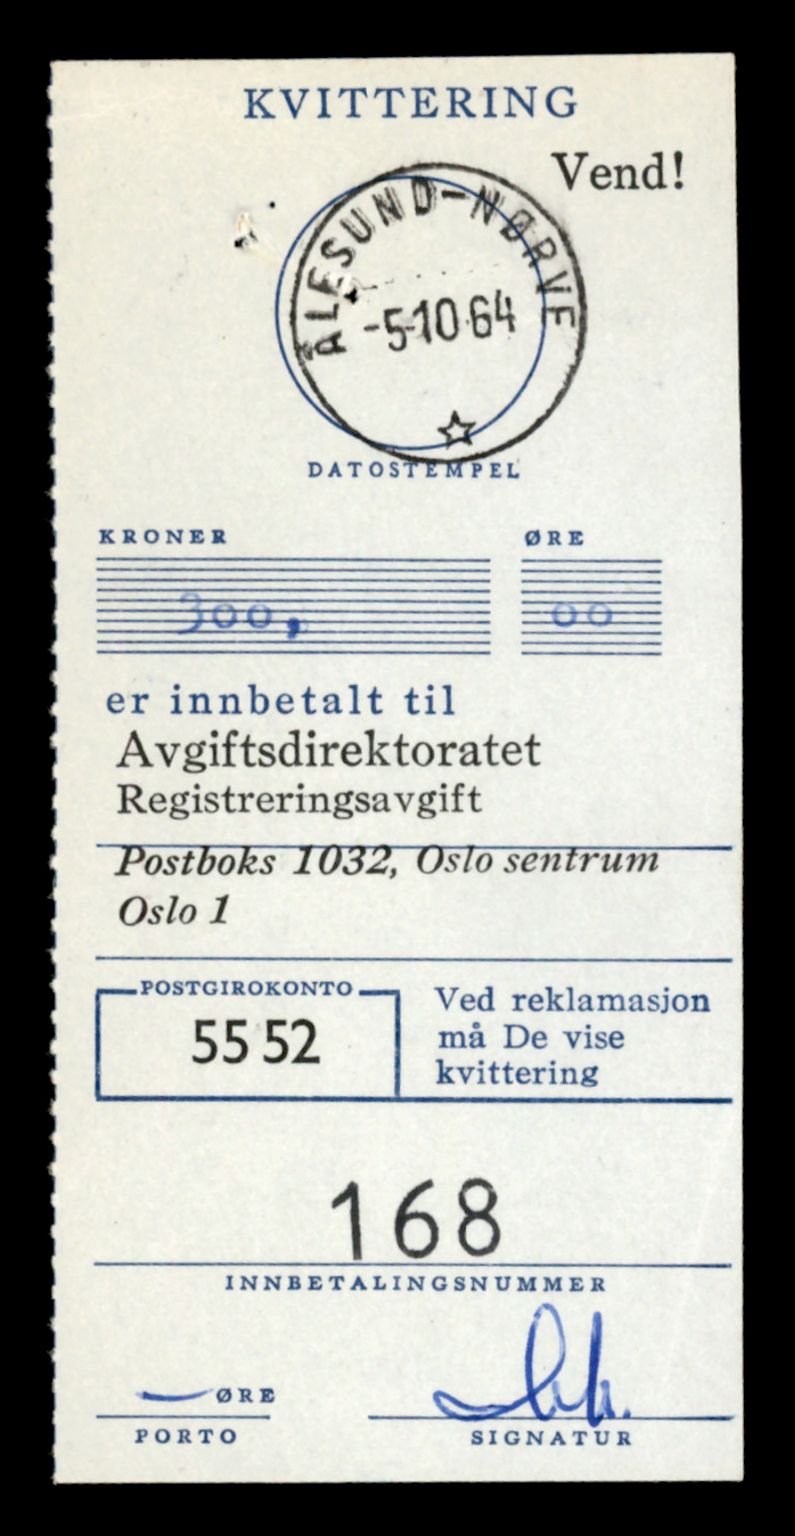 KVITTERING
Vend!
ÅLESUND-NØRVE
-5-10.64
DATOSTEMPEL
KRONER ØRE
300, 00
er innbetalt til
Avgiftsdirektoratet
Registreringsavgift
Postboks 1032, Oslo sentrum
Oslo 1
POSTGIROKONTO
55 52
Ved reklamasjon
må De vise
kvittering
168
INNBETALINGSNUMMER
— ØRE
PORTO
SIGNATUR